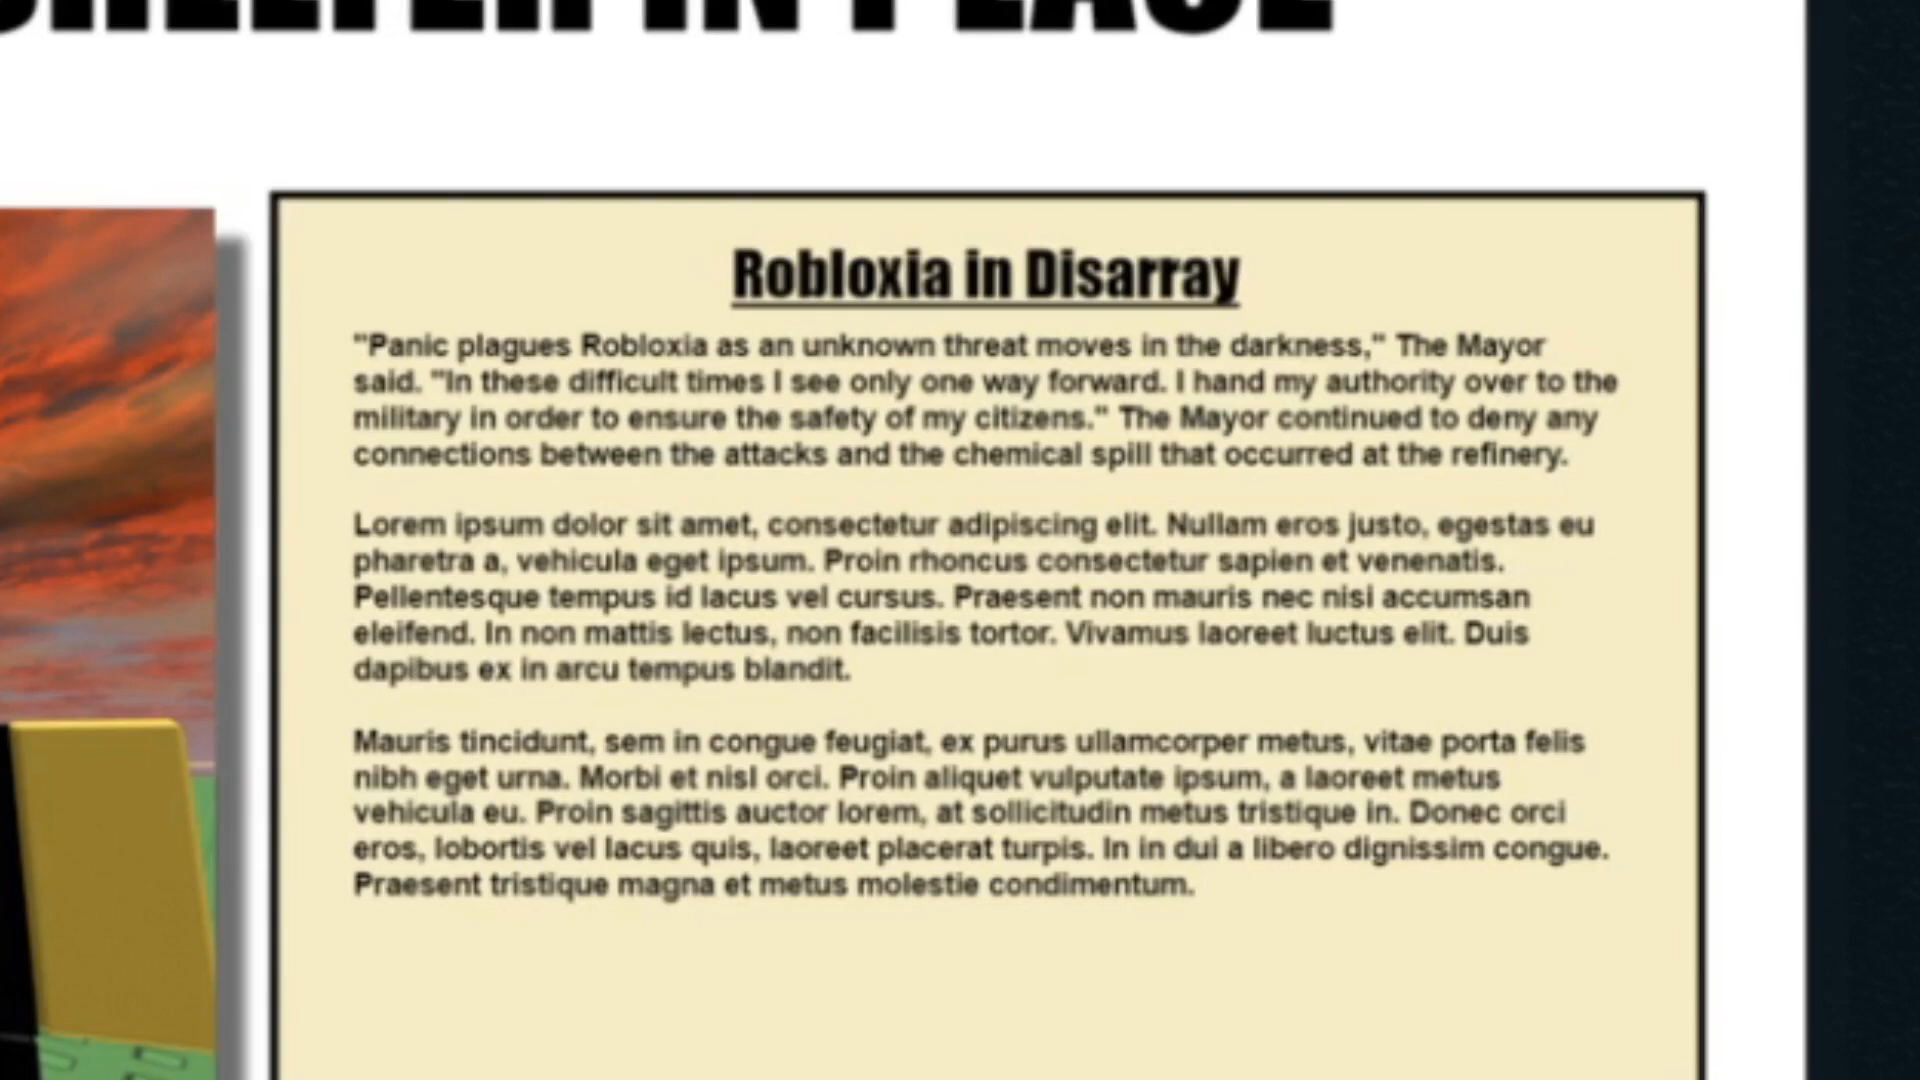 SHELTER IN PLACE
Robloxia in Disarray
"Panic plagues Robloxia as an unknown threat moves in the darkness," The Mayor
said. "In these difficult times I see only one way forward. I hand my authority over to the
military in order to ensure the safety of my citizens." The Mayor continued to deny any
connections between the attacks and the chemical spill that occurred at the refinery.
Lorem ipsum dolor sit amet, consectetur adipiscing elit. Nullam eros justo, egestas eu
pharetra a, vehicula eget ipsum. Proin rhoncus consectetur sapien et venenatis.
Pellentesque tempus id lacus vel cursus. Praesent non mauris nec nisi accumsan
eleifend. In non mattis lectus, non facilisis tortor. Vivamus laoreet luctus elit. Duis
dapibus ex in arcu tempus blandit.
Mauris tincidunt, sem in congue feugiat, ex purus ullamcorper metus, vitae porta felis
nibh eget urna. Morbi et nisl orci. Proin aliquet vulputate ipsum, a laoreet metus
vehicula eu. Proin sagittis auctor lorem, at sollicitudin metus tristique in. Donec orci
eros, lobortis vel lacus quis, laoreet placerat turpis. In in dui a libero dignissim congue.
Praesent tristique magna et metus molestie condimentum.